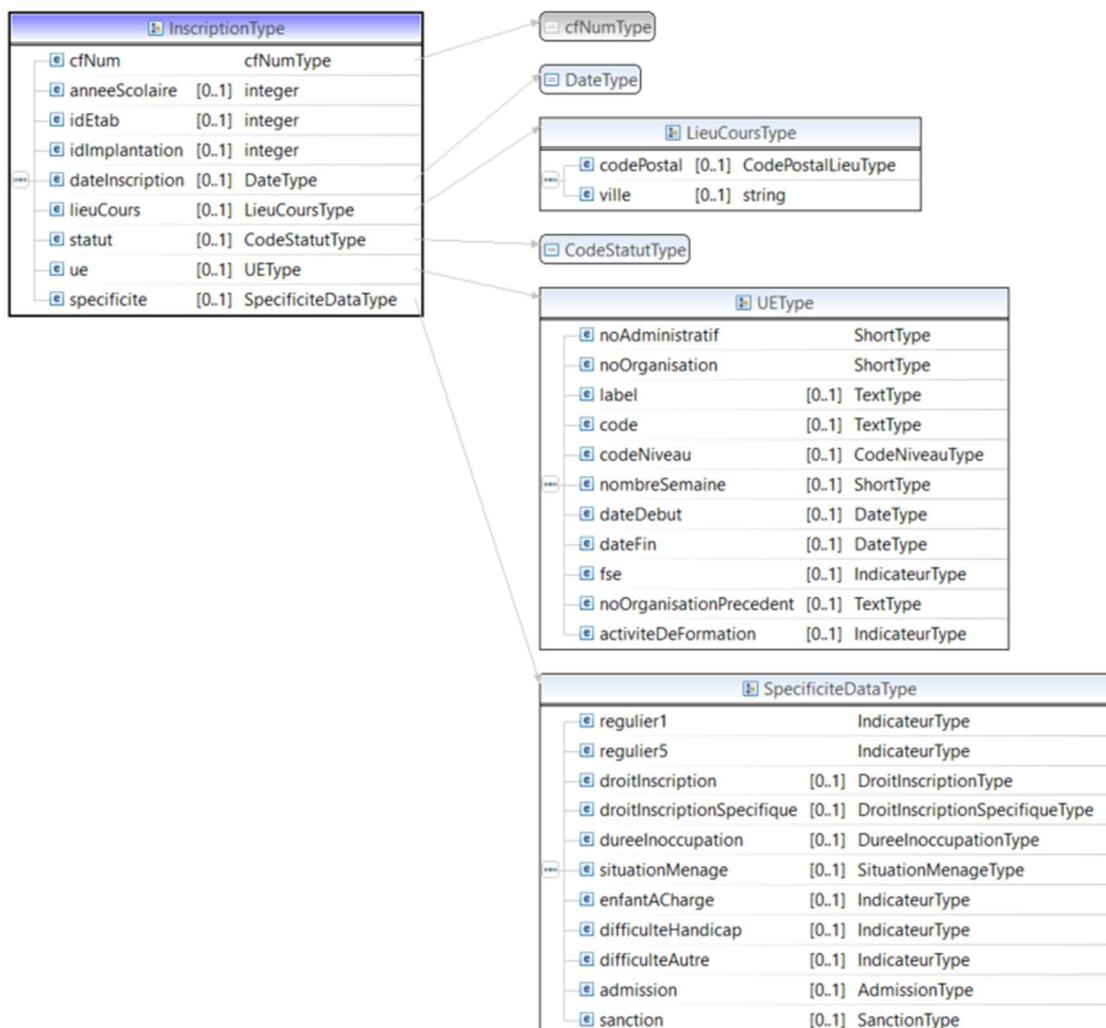 InscriptionType
cfNum cfNumType
anneeScolaire [0..1] integer
idEtab [0..1] integer
idImplantation [0..1] integer
dateInscription [0..1] DateType
lieuCours [0..1] LieuCoursType
statut [0..1] CodeStatutType
ue [0..1] UEType
specificite [0..1] SpecificiteDataType
cfNumType
DateType
LieuCoursType
codePostal [0..1] CodePostalLieuType
ville [0..1] string
CodeStatutType
UEType
noAdministratif ShortType
noOrganisation ShortType
label [0..1] TextType
code [0..1] TextType
codeNiveau [0..1] CodeNiveauType
nombreSemaine [0..1] ShortType
dateDebut [0..1] DateType
dateFin [0..1] DateType
fse [0..1] IndicateurType
noOrganisationPrecedent [0..1] TextType
activiteDeFormation [0..1] IndicateurType
SpecificiteDataType
regulier1 IndicateurType
regulier5 IndicateurType
droitInscription [0..1] DroitInscriptionType
droitInscriptionSpecifique [0..1] DroitInscriptionSpecifiqueType
dureeInoccupation [0..1] DureeInoccupationType
situationMenage [0..1] SituationMenageType
enfantACharge [0..1] IndicateurType
difficulteHandicap [0..1] IndicateurType
difficulteAutre [0..1] IndicateurType
admission [0..1] AdmissionType
sanction [0..1] SanctionType